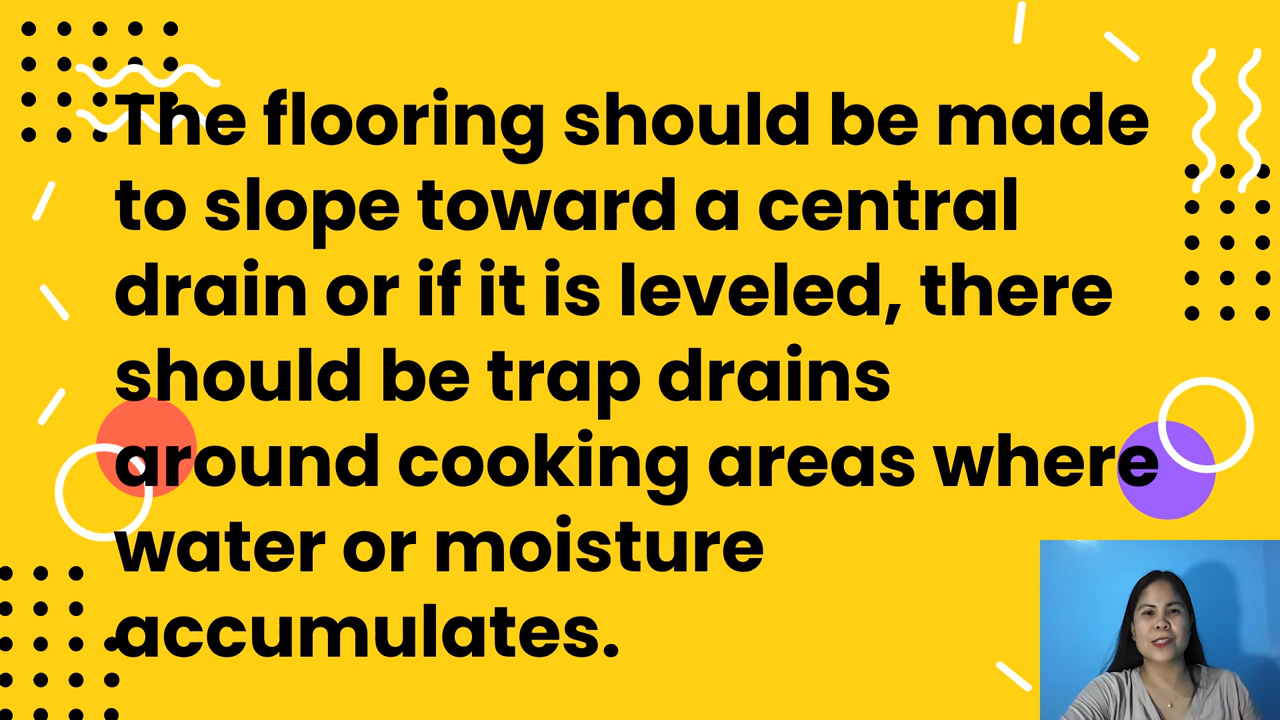 The flooring should be made
to slope toward a central
drain or if it is leveled, there
should be trap drains
around cooking areas where
water or moisture
accumulates.